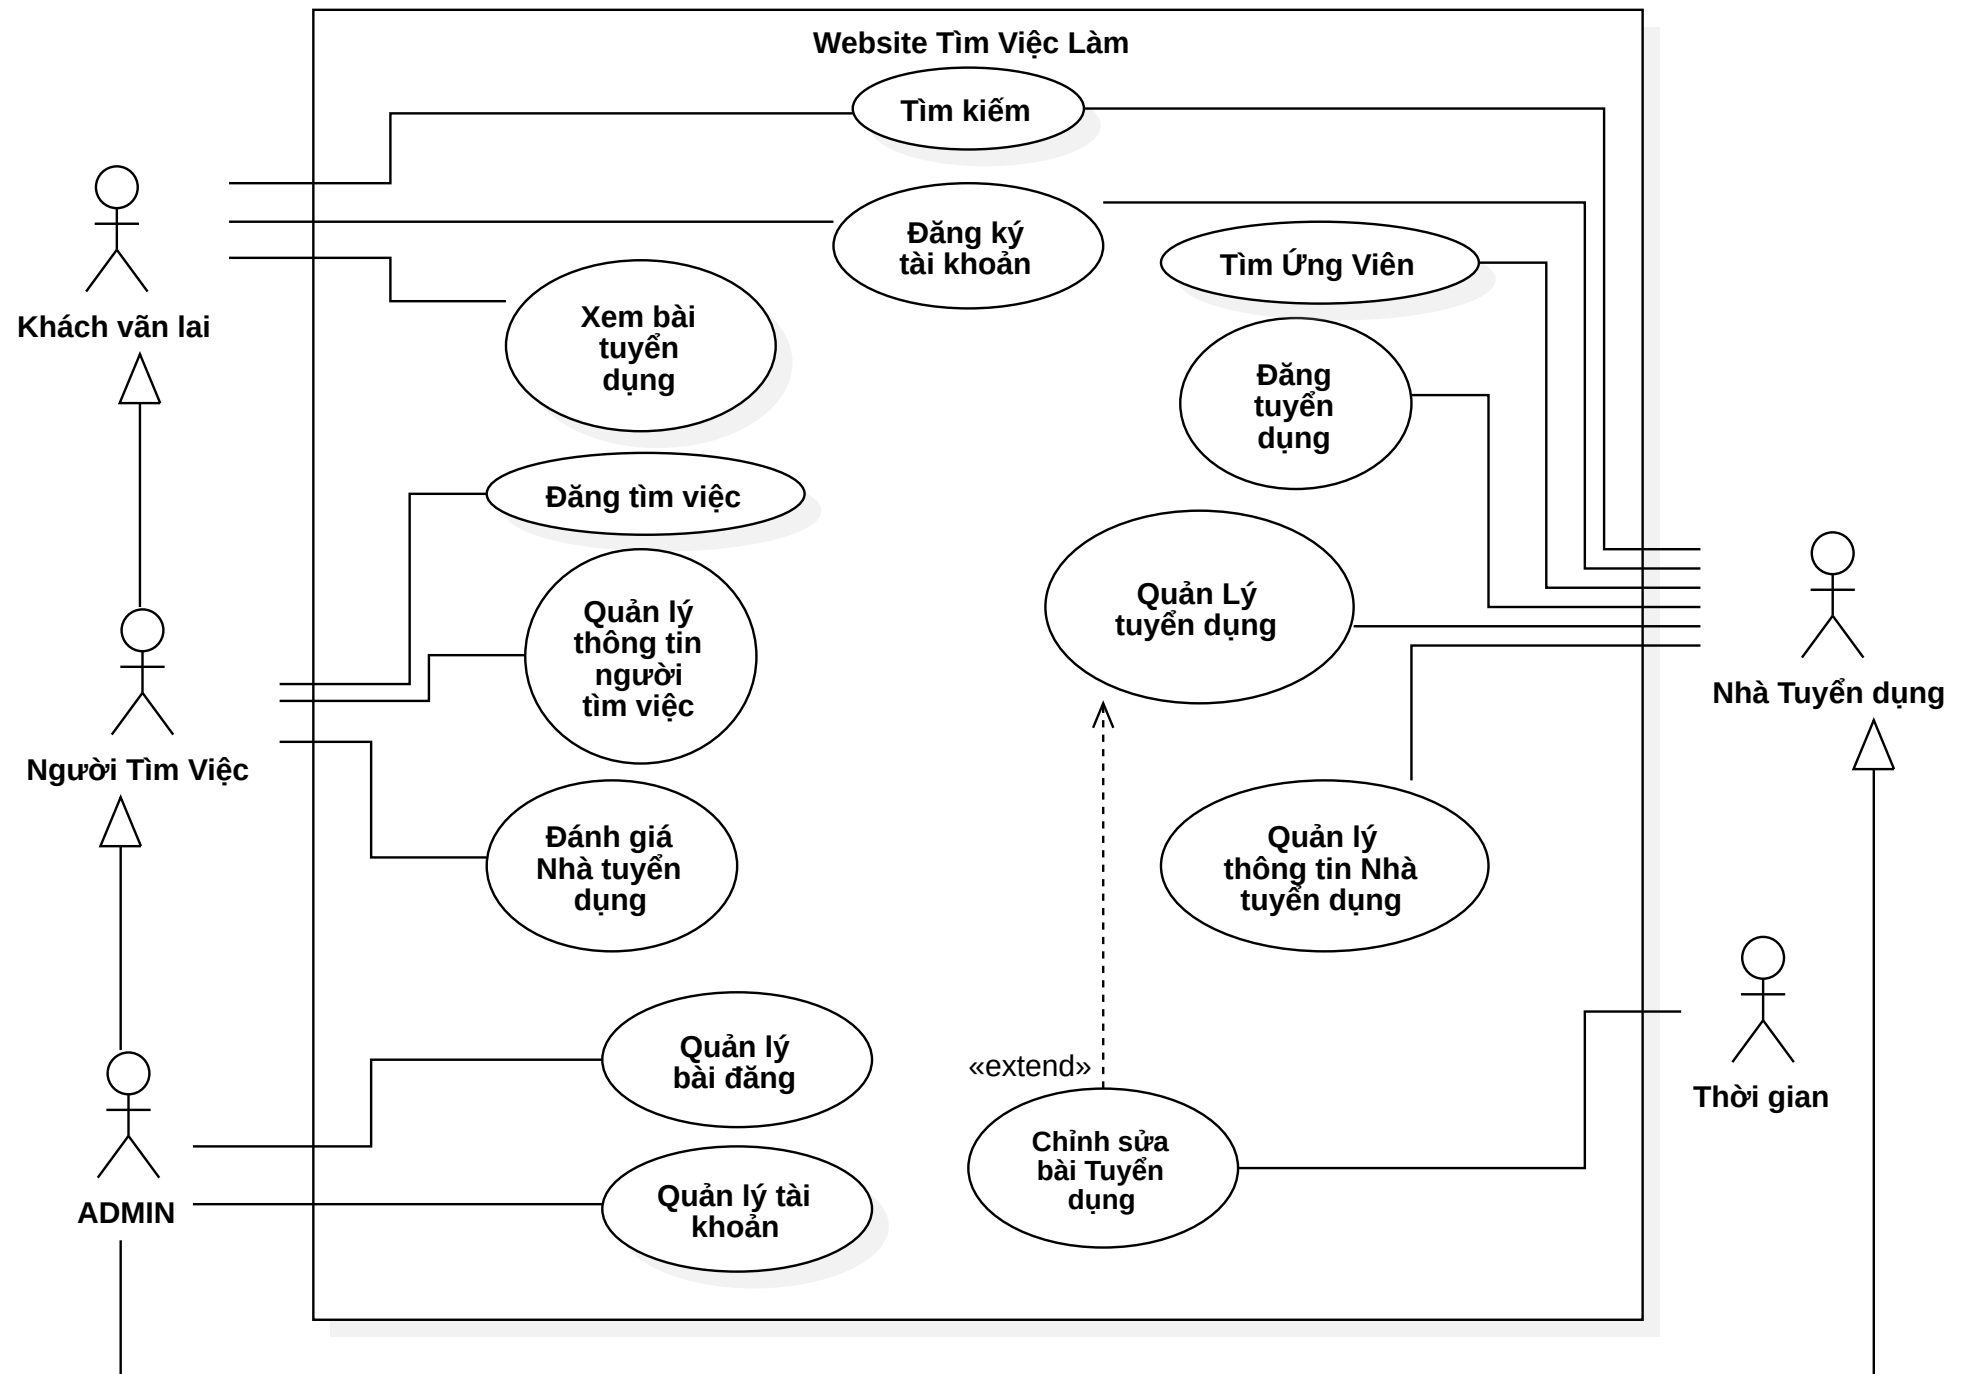 Website Tìm Việc Làm
Tìm kiếm
Đăng ký
tài khoản
Tìm Ứng Viên
Khách vãn lai
Xem bài
tuyển
dụng
Đăng
tuyển
dụng
Đăng tìm việc
Quản lý
thông tin
người
tìm việc
Quản Lý
tuyển dụng
Nhà Tuyển dụng
Người Tìm Việc
Đánh giá
Nhà tuyển
dụng
Quản lý
thông tin Nhà
tuyển dụng
Quản lý
bài đăng
«extend»
Thời gian
Chỉnh sửa
bài Tuyển
dụng
ADMIN
Quản lý tài
khoản